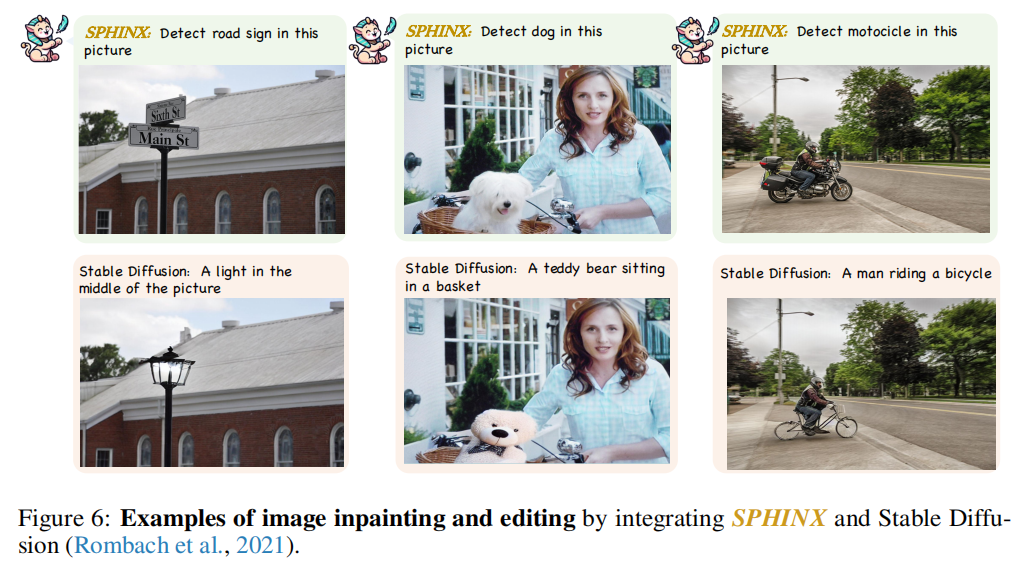 SPHINX: Detect road sign in this
picture
SPHINX: Detect dog in this
picture
SPHINX: Detect motocicle in this
picture
Sixth St
Main St
Stable Diffusion: A light in the
middle of the picture
Stable Diffusion: A teddy bear sitting
in a basket
Stable Diffusion: A man riding a bicycle
Figure 6: Examples of image inpainting and editing by integrating SPHINX and Stable Diffu-
sion (Rombach et al., 2021).